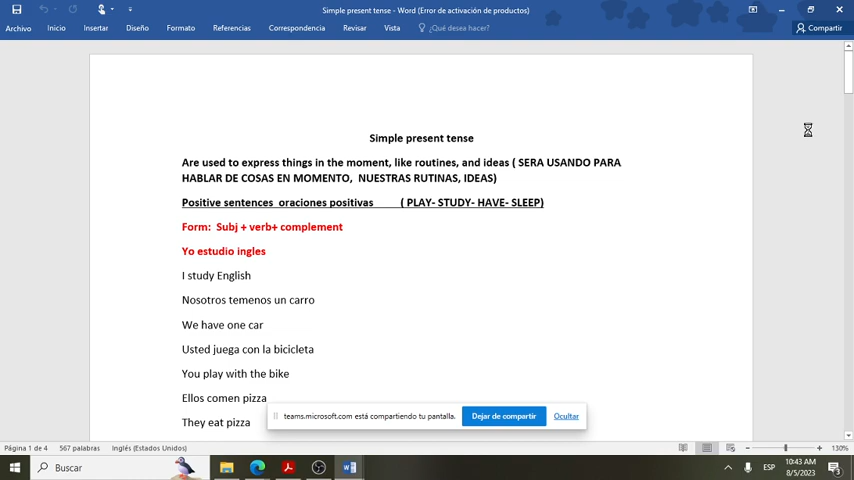 Simple present tense - Word (Error de activación de productos)
Archivo Inicio Insertar Diseño Formato Referencias Correspondencia Revisar Vista ¿Qué desea hacer? Compartir
Simple present tense
Are used to express things in the moment, like routines, and ideas ( SERA USANDO PARA
HABLAR DE COSAS EN MOMENTO, NUESTRAS RUTINAS, IDEAS)
Positive sentences oraciones positivas ( PLAY- STUDY- HAVE- SLEEP)
Form: Subj + verb+ complement
Yo estudio ingles
I study English
Nosotros temenos un carro
We have one car
Usted juega con la bicicleta
You play with the bike
Ellos comen pizza
They eat pizza
teams.microsoft.com está compartiendo tu pantalla. Dejar de compartir Ocultar
Página 1 de 4 567 palabras Inglés (Estados Unidos) 130%
Buscar ESP 10:43 AM
8/5/2023 3